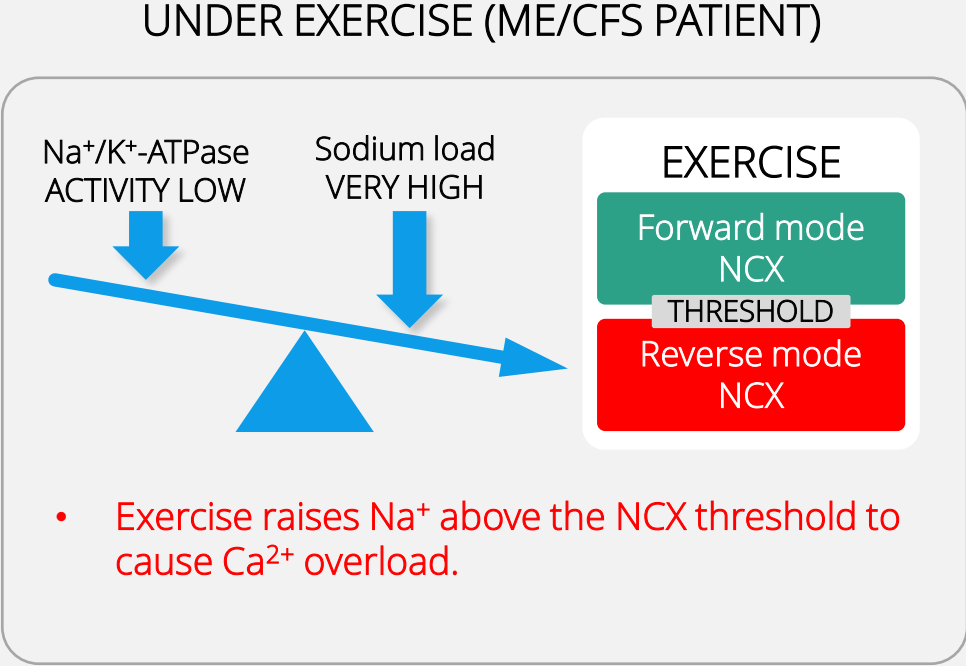 UNDER EXERCISE (ME/CFS PATIENT)
Na⁺/K⁺-ATPase
ACTIVITY LOW
Sodium load
VERY HIGH
EXERCISE
Forward mode
NCX
THRESHOLD
Reverse mode
NCX
• Exercise raises Na⁺ above the NCX threshold to
cause Ca²⁺ overload.